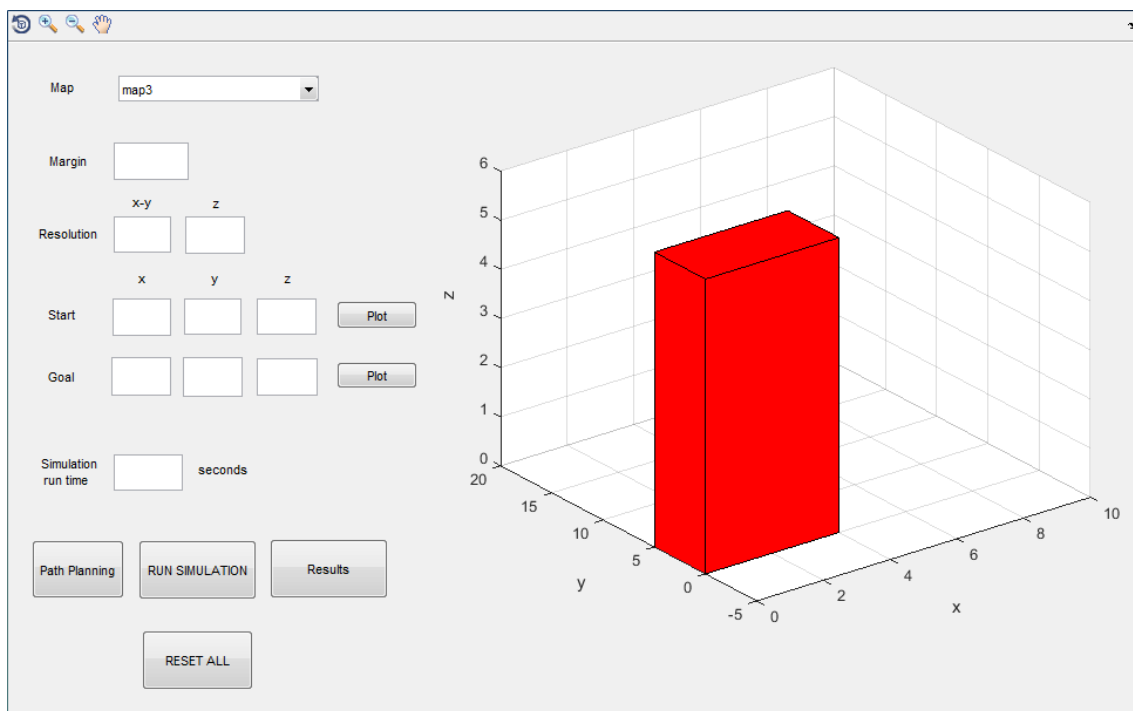 Map
map3
Margin
x-y z
Resolution
x y z
Start
Plot
Goal
Plot
Simulation
run time
seconds
Path Planning
RUN SIMULATION
Results
RESET ALL
6
5
4
3
2
1
0
z
20
15
10
5
0
-5
y
0
2
4
6
8
10
x